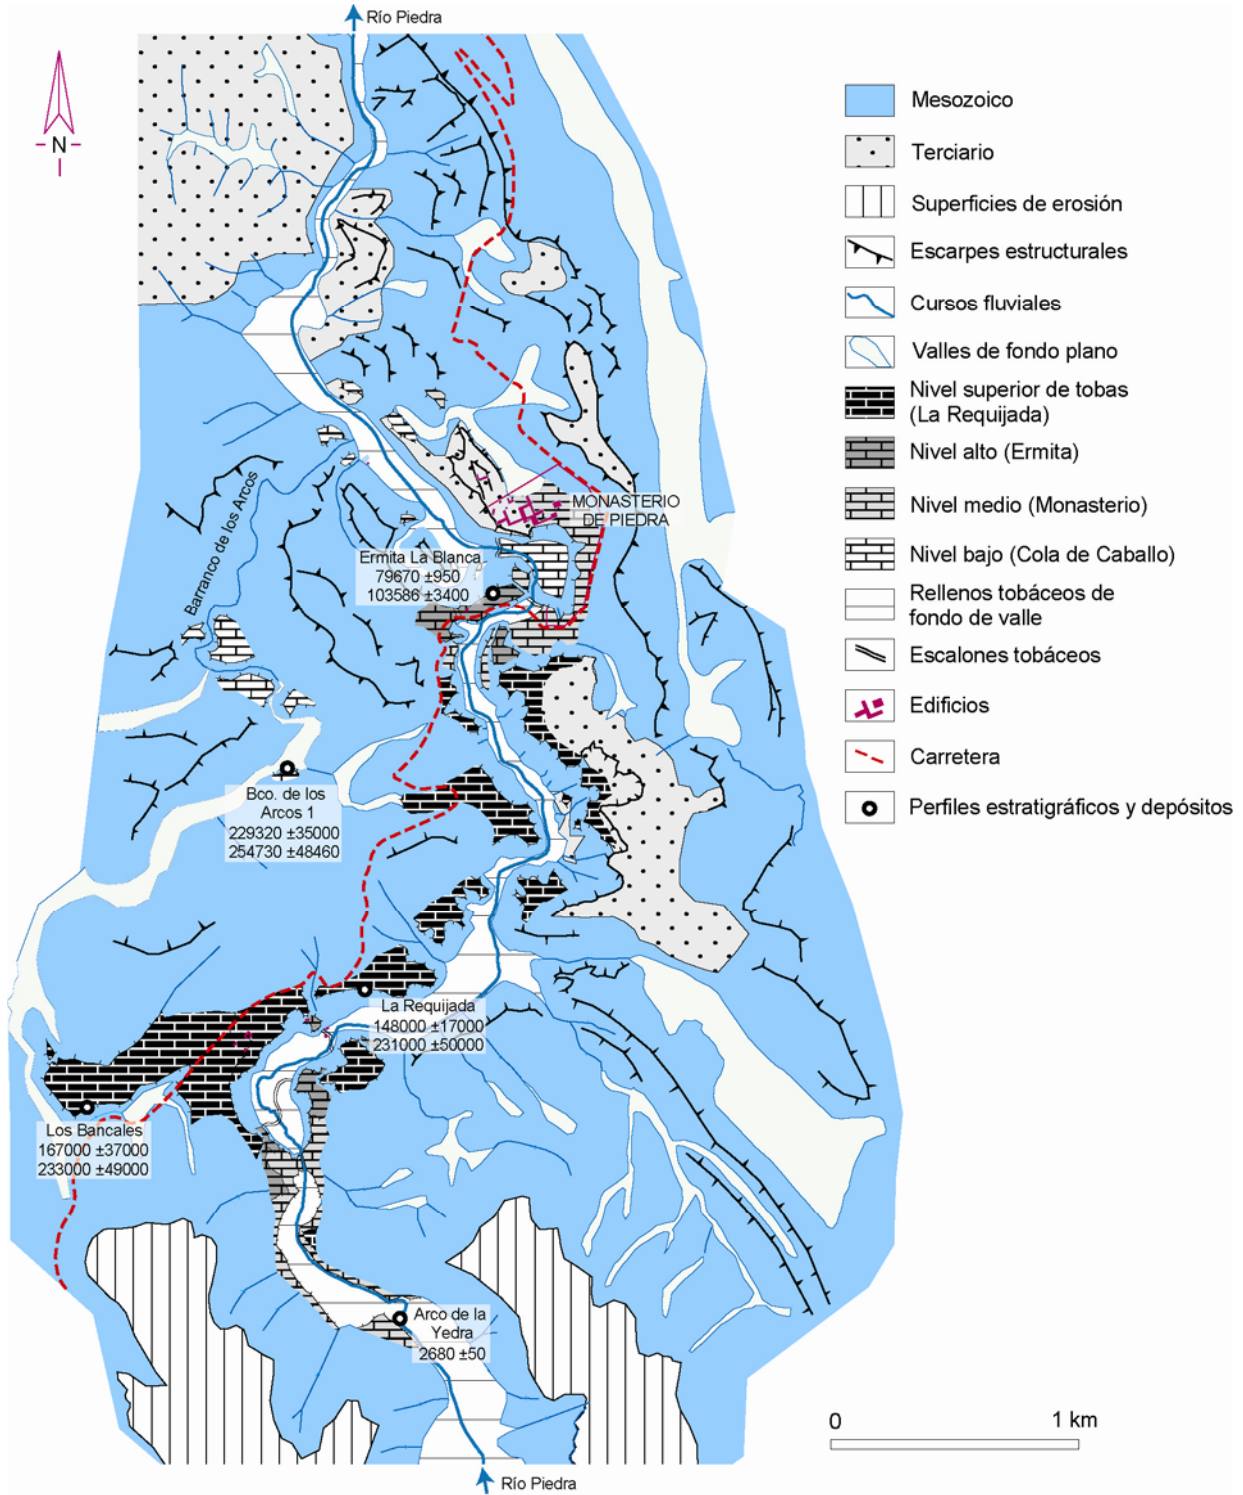 Río Piedra
N
Mesozoico
Terciario
Superficies de erosión
Escarpes estructurales
Cursos fluviales
Valles de fondo plano
Nivel superior de tobas
(La Requijada)
Nivel alto (Ermita)
Nivel medio (Monasterio)
Nivel bajo (Cola de Caballo)
Rellenos tobáceos de
fondo de valle
Escalones tobáceos
Edificios
Carretera
Perfiles estratigráficos y depósitos
Barranco de los Arcos
MONASTERIO
DE PIEDRA
Ermita La Blanca
79670 ±950
103586 ±3400
Bco. de los
Arcos 1
229320 ±35000
254730 ±48460
La Requijada
148000 ±17000
231000 ±50000
Los Bancales
167000 ±37000
233000 ±49000
Arco de la
Yedra
2680 ±50
0 1 km
Río Piedra